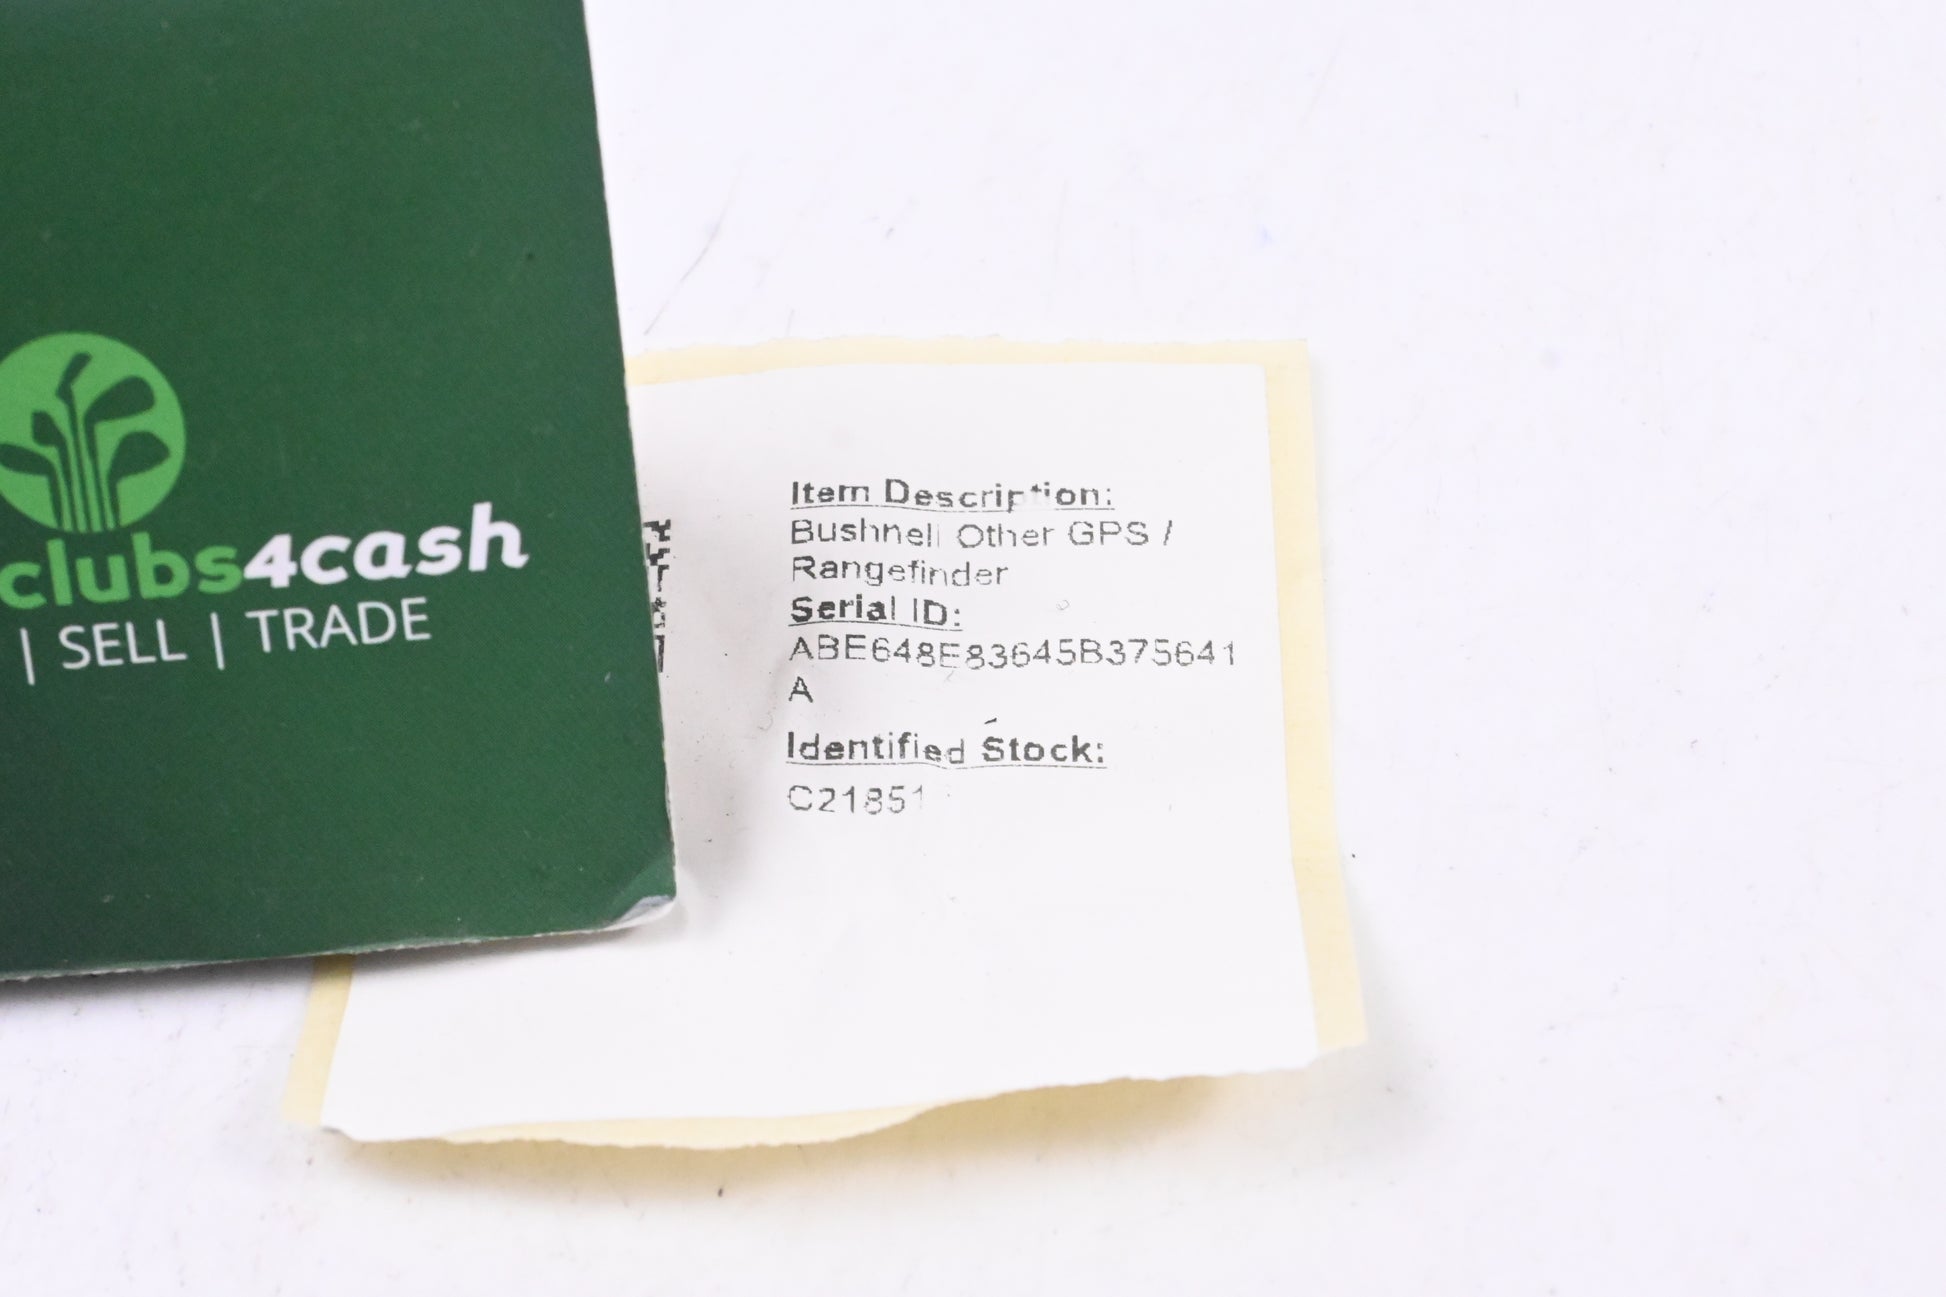 clubs4cash
| SELL | TRADE
Item Description:
Bushnell Other GPS /
Rangefinder
Serial ID:
ABE648E83645B375641
A
Identified Stock:
C21851